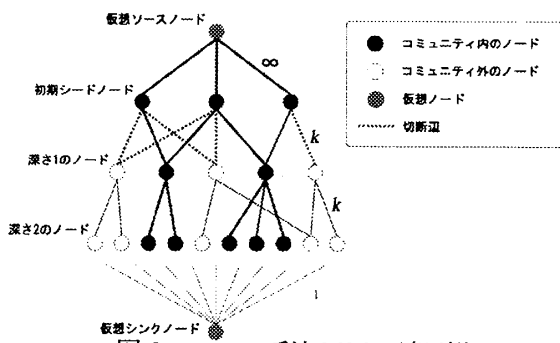 仮想ソースノード
∞
初期シードノード
k
深さ1のノード
k
深さ2のノード
1
仮想シンクノード
コミュニティ内のノード
コミュニティ外のノード
仮想ノード
切断辺